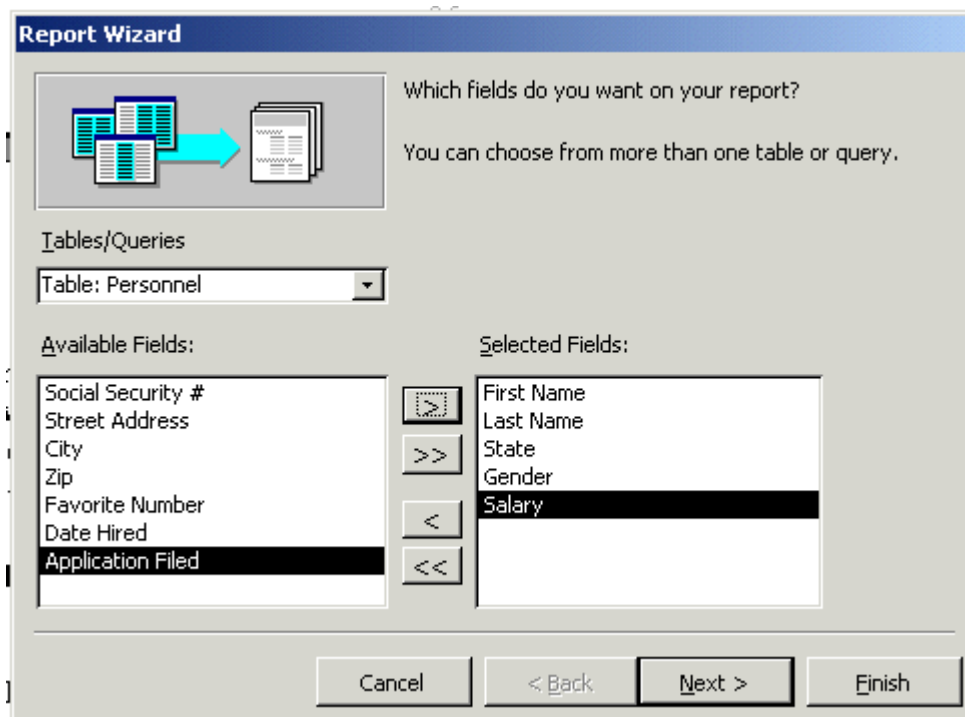 Report Wizard
Which fields do you want on your report?
You can choose from more than one table or query.
Tables/Queries
Table: Personnel
Available Fields:
Selected Fields:
Social Security #
Street Address
City
Zip
Favorite Number
Date Hired
Application Filed
>
>>
<
<<
First Name
Last Name
State
Gender
Salary
Cancel
< Back
Next >
Finish